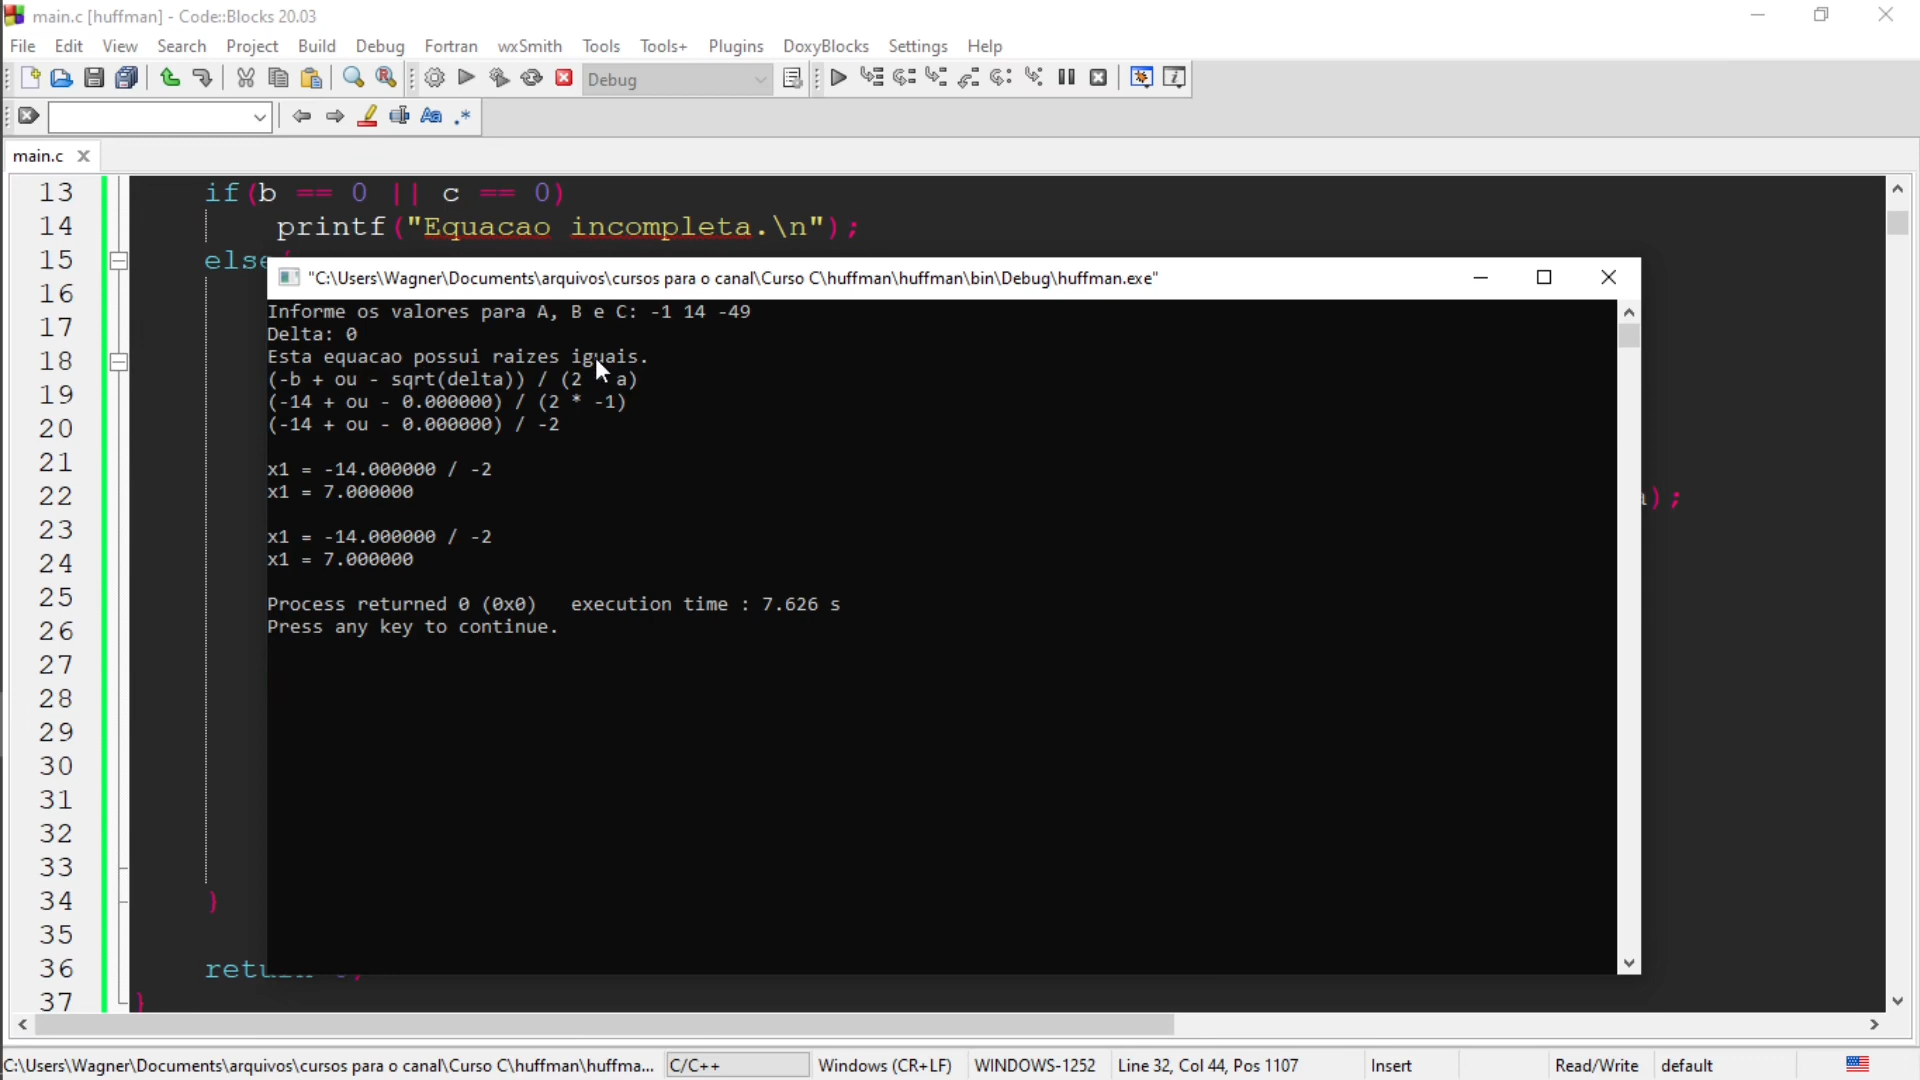 main.c [huffman] - Code::Blocks 20.03
File Edit View Search Project Build Debug Fortran wxSmith Tools Tools+ Plugins DoxyBlocks Settings Help
Debug
main.c
13 if(b == 0 || c == 0)
14 printf("Equacao incompleta.\n");
15 else
"C:\Users\Wagner\Documents\arquivos\cursos para o canal\Curso C\huffman\huffman\bin\Debug\huffman.exe"
16
Informe os valores para A, B e C: -1 14 -49
17
Delta: 0
18
Esta equacao possui raizes iguais.
(-b + ou - sqrt(delta)) / (2 a)
19
(-14 + ou - 0.000000) / (2 * -1)
20
(-14 + ou - 0.000000) / -2
21
x1 = -14.000000 / -2
22 );
x1 = 7.000000
23
x1 = -14.000000 / -2
24
x1 = 7.000000
25
Process returned 0 (0x0) execution time : 7.626 s
26
Press any key to continue.
27
28
29
30
31
32
33
34 }
35
36
37 }
C:\Users\Wagner\Documents\arquivos\cursos para o canal\Curso C\huffman\huffma... C/C++ Windows (CR+LF) WINDOWS-1252 Line 32, Col 44, Pos 1107 Insert Read/Write default